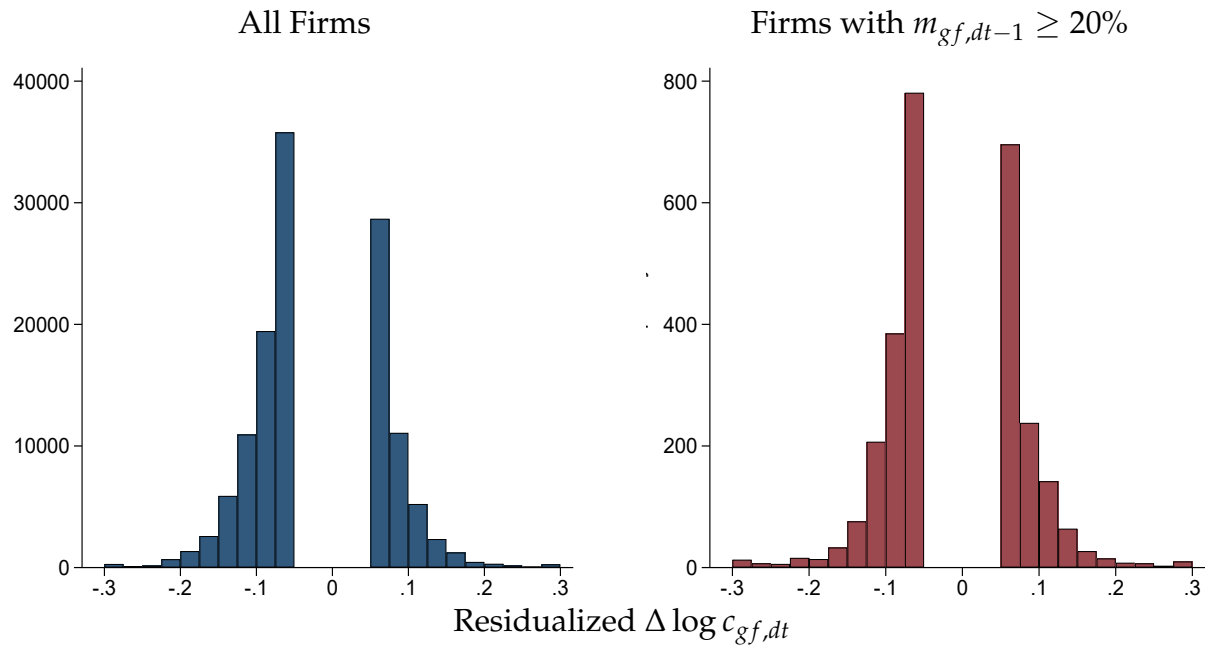 All Firms
Firms with m_{gf,dt−1} ≥ 20%
40000
30000
20000
10000
0
-.3 -.2 -.1 0 .1 .2 .3
800
600
400
200
0
-.3 -.2 -.1 0 .1 .2 .3
Residualized Δ log c_{gf,dt}